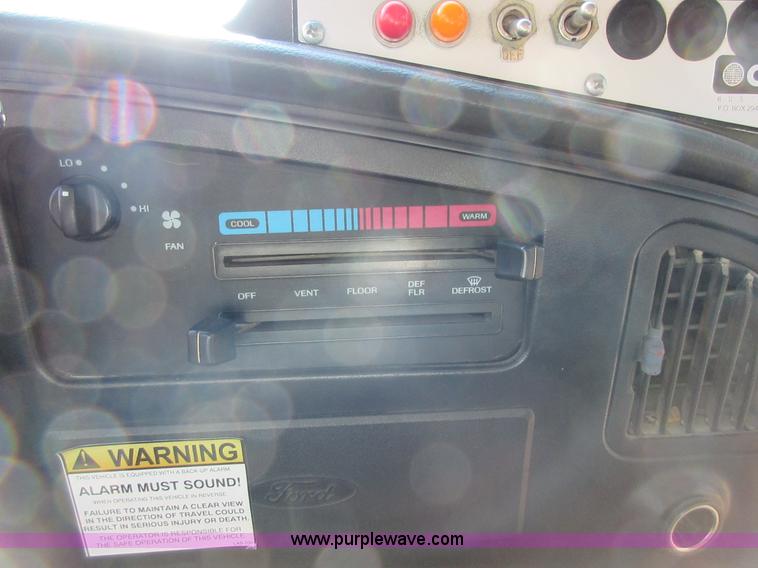 OFF
P.O. BOX 294
LO
HI
FAN
COOL
WARM
OFF VENT FLOOR DEF FLR DEFROST
WARNING
THIS VEHICLE IS EQUIPPED WITH A BACK-UP ALARM
ALARM MUST SOUND!
WHEN OPERATING THIS VEHICLE IN REVERSE
FAILURE TO MAINTAIN A CLEAR VIEW
IN THE DIRECTION OF TRAVEL COULD
RESULT IN SERIOUS INJURY OR DEATH.
THE OPERATOR IS RESPONSIBLE FOR
THE SAFE OPERATION OF THIS VEHICLE
Ford
www.purplewave.com